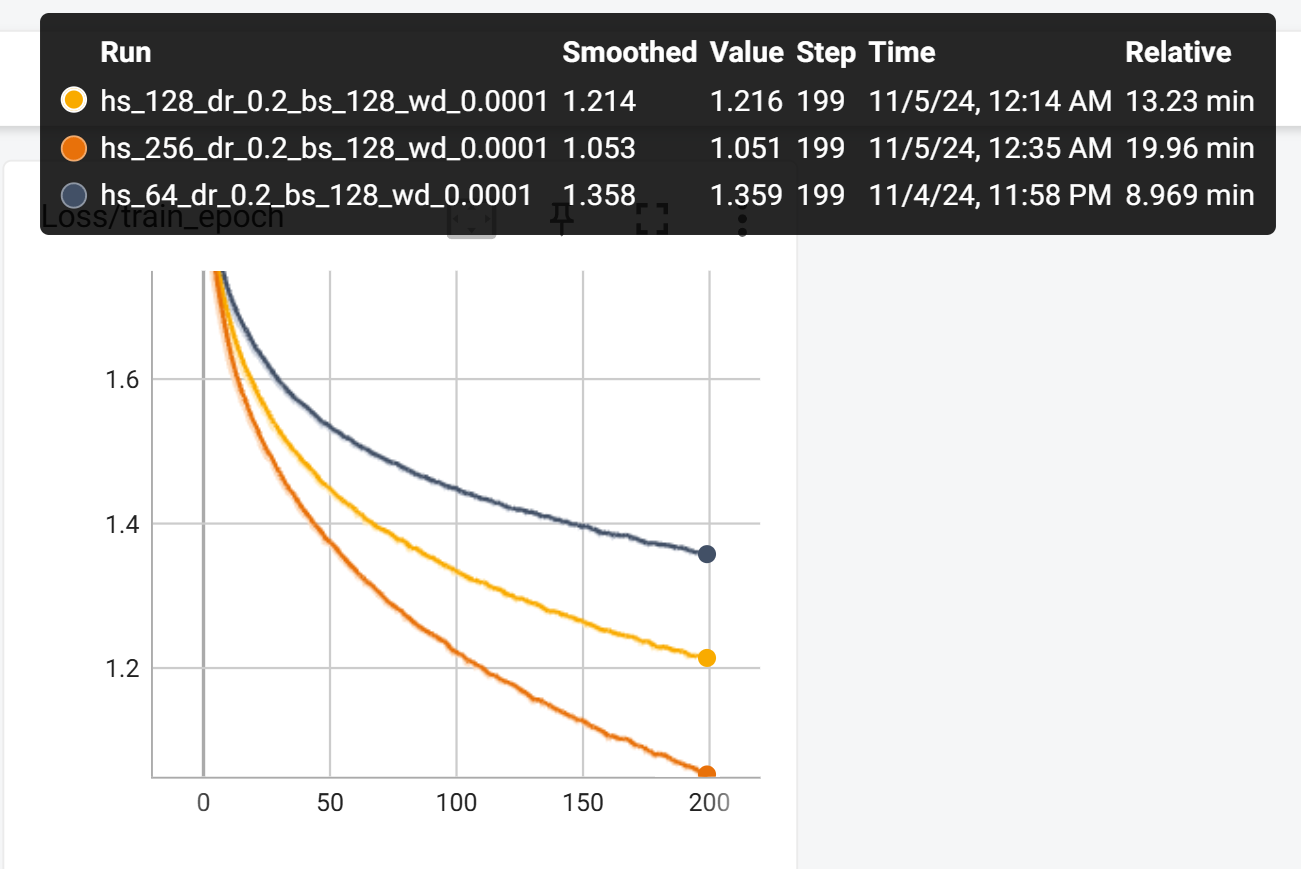 Run Smoothed Value Step Time Relative
hs_128_dr_0.2_bs_128_wd_0.0001 1.214 1.216 199 11/5/24, 12:14 AM 13.23 min
hs_256_dr_0.2_bs_128_wd_0.0001 1.053 1.051 199 11/5/24, 12:35 AM 19.96 min
hs_64_dr_0.2_bs_128_wd_0.0001 1.358 1.359 199 11/4/24, 11:58 PM 8.969 min
Loss/train_epoch
1.6
1.4
1.2
0 50 100 150 200